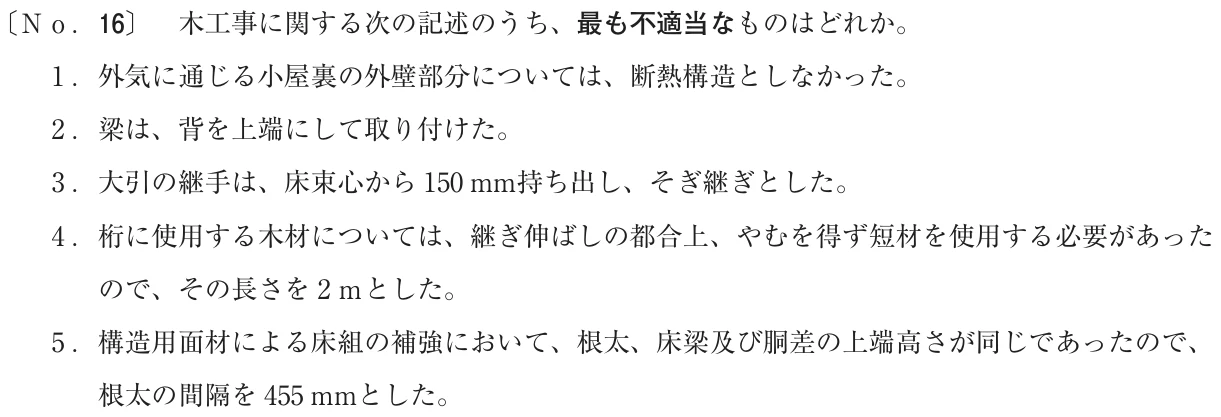 〔Ｎｏ．16〕　木工事に関する次の記述のうち、最も不適当なものはどれか。
１．外気に通じる小屋裏の外壁部分については、断熱構造としなかった。
２．梁は、背を上端にして取り付けた。
３．大引の継手は、床束心から 150 mm持ち出し、そぎ継ぎとした。
４．桁に使用する木材については、継ぎ伸ばしの都合上、やむを得ず短材を使用する必要があった
ので、その長さを２ｍとした。
５．構造用面材による床組の補強において、根太、床梁及び胴差の上端高さが同じであったので、
根太の間隔を 455 mmとした。